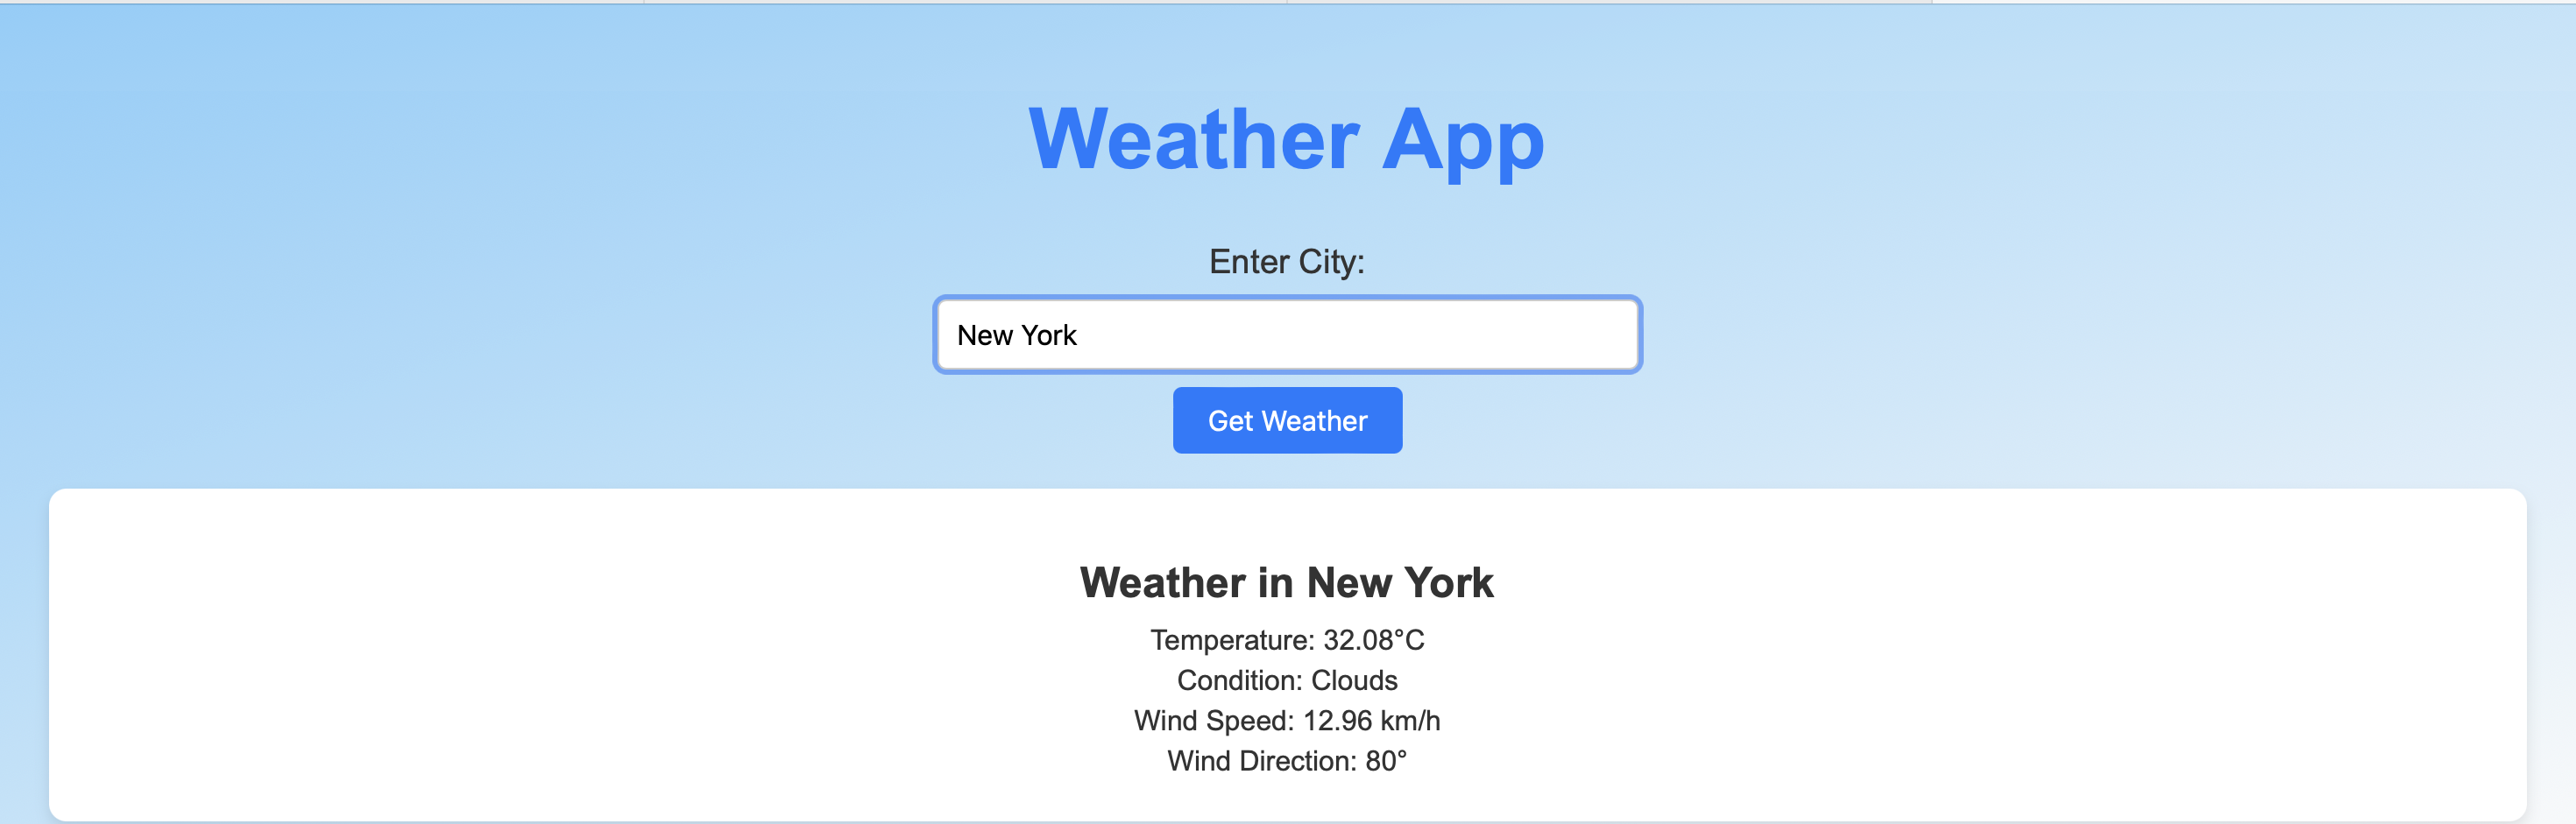 Weather App
Enter City:
New York
Get Weather
Weather in New York
Temperature: 32.08°C
Condition: Clouds
Wind Speed: 12.96 km/h
Wind Direction: 80°